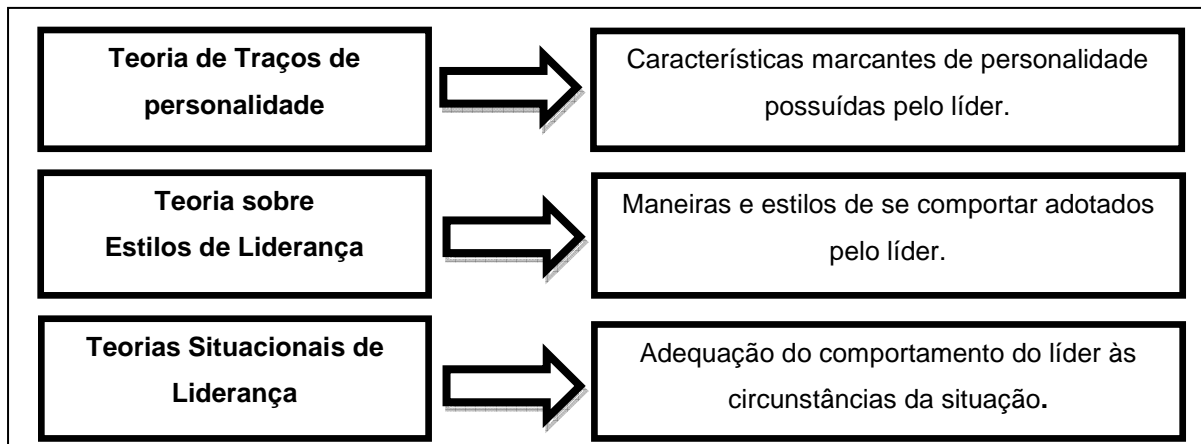 Teoria de Traços de
personalidade
Características marcantes de personalidade
possuídas pelo líder.
Teoria sobre
Estilos de Liderança
Maneiras e estilos de se comportar adotados
pelo líder.
Teorias Situacionais de
Liderança
Adequação do comportamento do líder às
circunstâncias da situação.